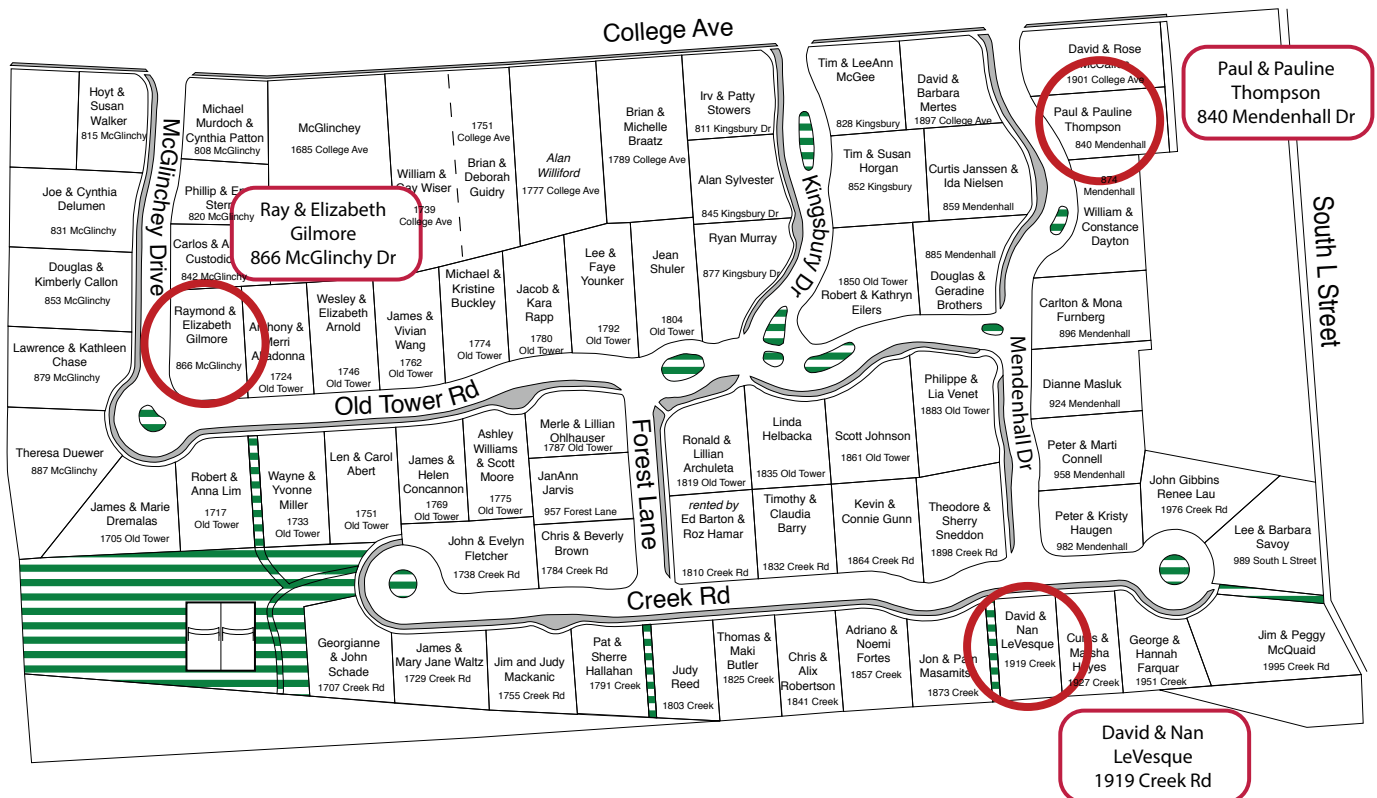 College Ave
McGlinchey Drive
Kingsbury Dr
Mendenhall Dr
South L Street
Old Tower Rd
Forest Lane
Creek Rd
Hoyt &
Susan
Walker
815 McGlinchy
Michael
Murdoch &
Cynthia Patton
808 McGlinchy
McGlinchey
1685 College Ave
William &
Gay Wiser
1739
College Ave
1751
College Ave
Brian &
Deborah
Guidry
Alan
Williford
1777 College Ave
Brian &
Michelle
Braatz
1789 College Ave
Irv & Patty
Stowers
811 Kingsbury Dr
Tim & LeeAnn
McGee
828 Kingsbury
David &
Barbara
Mertes
1897 College Ave
David & Rose
1901 College Ave
Paul & Pauline
Thompson
840 Mendenhall
Paul & Pauline
Thompson
840 Mendenhall Dr
Joe & Cynthia
Delumen
831 McGlinchy
Phillip &
Stern
820 McGlinchy
Ray & Elizabeth
Gilmore
866 McGlinchy Dr
Alan Sylvester
845 Kingsbury Dr
Tim & Susan
Horgan
852 Kingsbury
Curtis Janssen &
Ida Nielsen
859 Mendenhall
874
Mendenhall
William &
Constance
Dayton
Douglas &
Kimberly Callon
853 McGlinchy
Carlos &
Custodio
842 McGlinchy
Michael &
Kristine
Buckley
1774
Old Tower
Lee &
Faye
Younker
1792
Old Tower
Jean
Shuler
1804
Old Tower
Ryan Murray
877 Kingsbury Dr
1850 Old Tower
Robert & Kathryn
Eilers
885 Mendenhall
Douglas &
Geradine
Brothers
Carlton & Mona
Furnberg
896 Mendenhall
Lawrence & Kathleen
Chase
879 McGlinchy
Raymond &
Elizabeth
Gilmore
866 McGlinchy
Anthony &
Merri
1724
Old Tower
Wesley &
Elizabeth
Arnold
1746
Old Tower
James &
Vivian
Wang
1762
Old Tower
Jacob &
Kara
Rapp
1780
Old Tower
Philippe &
Lia Venet
1883 Old Tower
Dianne Masluk
924 Mendenhall
Theresa Duewer
887 McGlinchy
James & Marie
Dremalas
1705 Old Tower
Robert &
Anna Lim
1717
Old Tower
Wayne &
Yvonne
Miller
1733
Old Tower
Len & Carol
Abert
1751
Old Tower
James &
Helen
Concannon
1769
Old Tower
Ashley
Williams
& Scott
Moore
1775
Old Tower
Merle & Lillian
Ohlhauser
1787 Old Tower
JanAnn
Jarvis
957 Forest Lane
Ronald &
Lillian
Archuleta
1819 Old Tower
Linda
Helbacka
1835 Old Tower
Scott Johnson
1861 Old Tower
Peter & Marti
Connell
958 Mendenhall
John Gibbins
Renee Lau
1976 Creek Rd
John & Evelyn
Fletcher
1738 Creek Rd
Chris & Beverly
Brown
1784 Creek Rd
rented by
Ed Barton &
Roz Hamar
1810 Creek Rd
Timothy &
Claudia
Barry
1832 Creek Rd
Kevin &
Connie Gunn
1864 Creek Rd
Theodore &
Sherry
Sneddon
1898 Creek Rd
Peter & Kristy
Haugen
982 Mendenhall
Lee & Barbara
Savoy
989 South L Street
Georgianne
& John
Schade
1707 Creek Rd
James &
Mary Jane Waltz
1729 Creek Rd
Jim and Judy
Mackanic
1755 Creek Rd
Pat &
Sherre
Hallahan
1791 Creek
Judy
Reed
1803 Creek
Thomas &
Maki
Butler
1825 Creek
Chris &
Alix
Robertson
1841 Creek
Adriano &
Noemi
Fortes
1857 Creek
Jon & Pam
Masamits
1873 Creek
David &
Nan
LeVesque
1919 Creek
Curtis &
Marsha
Hayes
1927 Creek
George &
Hannah
Farquar
1951 Creek
Jim & Peggy
McQuaid
1995 Creek Rd
David & Nan
LeVesque
1919 Creek Rd